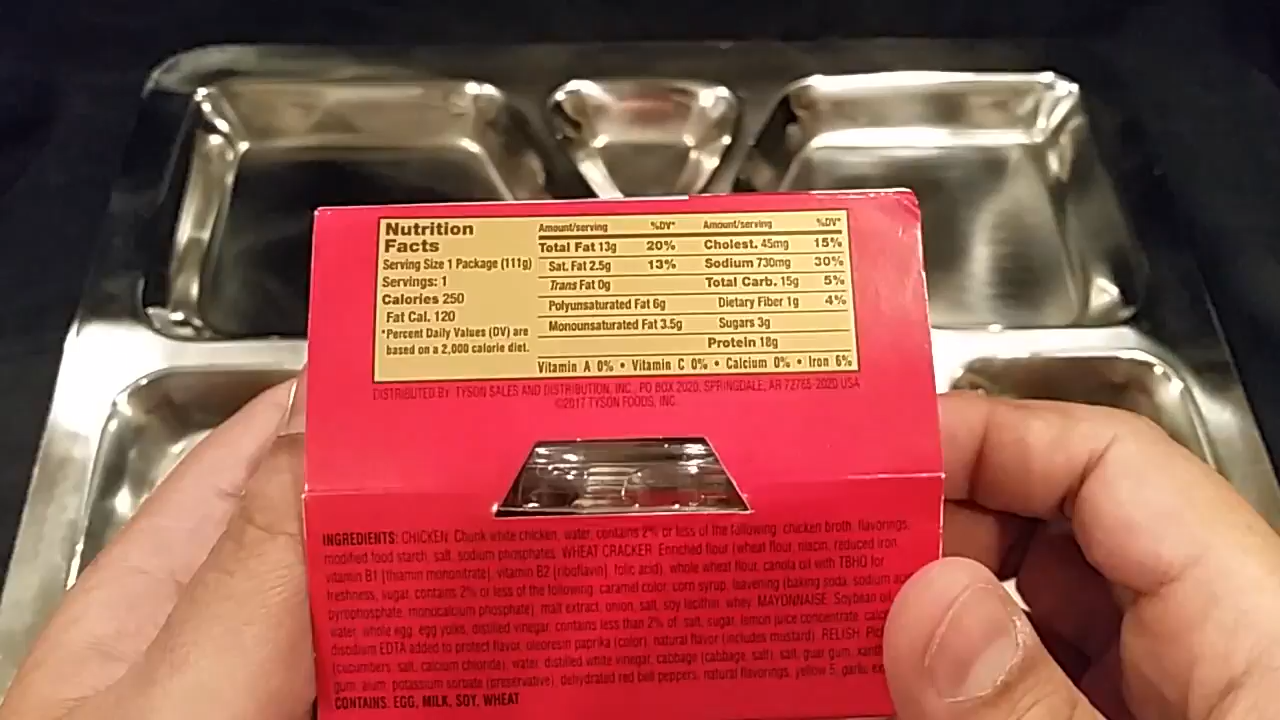 Nutrition
Facts
Serving Size 1 Package (111g)
Servings: 1
Calories 250
Fat Cal. 120
*Percent Daily Values (DV) are
based on a 2,000 calorie diet.
Amount/serving %DV* Amount/serving %DV*
Total Fat 13g 20% Cholest. 45mg 15%
Sat. Fat 2.5g 13% Sodium 730mg 30%
Trans Fat 0g Total Carb. 15g 5%
Polyunsaturated Fat 6g Dietary Fiber 1g 4%
Monounsaturated Fat 3.5g Sugars 3g
Protein 18g
Vitamin A 0% • Vitamin C 0% • Calcium 0% • Iron 6%
DISTRIBUTED BY: TYSON SALES AND DISTRIBUTION, INC., PO BOX 2020, SPRINGDALE, AR 72765-2020 USA
©2017 TYSON FOODS, INC.
INGREDIENTS: CHICKEN: Chunk white chicken, water, contains 2% or less of the following: chicken broth, flavorings,
modified food starch, salt, sodium phosphates. WHEAT CRACKER: Enriched flour (wheat flour, niacin, reduced iron,
vitamin B1 [thiamin mononitrate], vitamin B2 [riboflavin], folic acid), whole wheat flour, canola oil with TBHQ for
freshness, sugar, contains 2% or less of the following: caramel color, corn syrup, leavening (baking soda, sodium
pyrophosphate, monocalcium phosphate), malt extract, onion, salt, soy lecithin, whey. MAYONNAISE: Soybean oil,
water, whole egg, egg yolks, distilled vinegar, contains less than 2% of: salt, sugar, lemon juice concentrate,
disodium EDTA added to protect flavor, oleoresin paprika (color), natural flavor (includes mustard). RELISH:
(cucumbers, salt, calcium chloride), water, distilled white vinegar, cabbage (cabbage, salt), salt, guar gum,
gum, alum, potassium sorbate (preservative), dehydrated red bell peppers, natural flavorings, yellow 5, garlic
CONTAINS: EGG, MILK, SOY, WHEAT